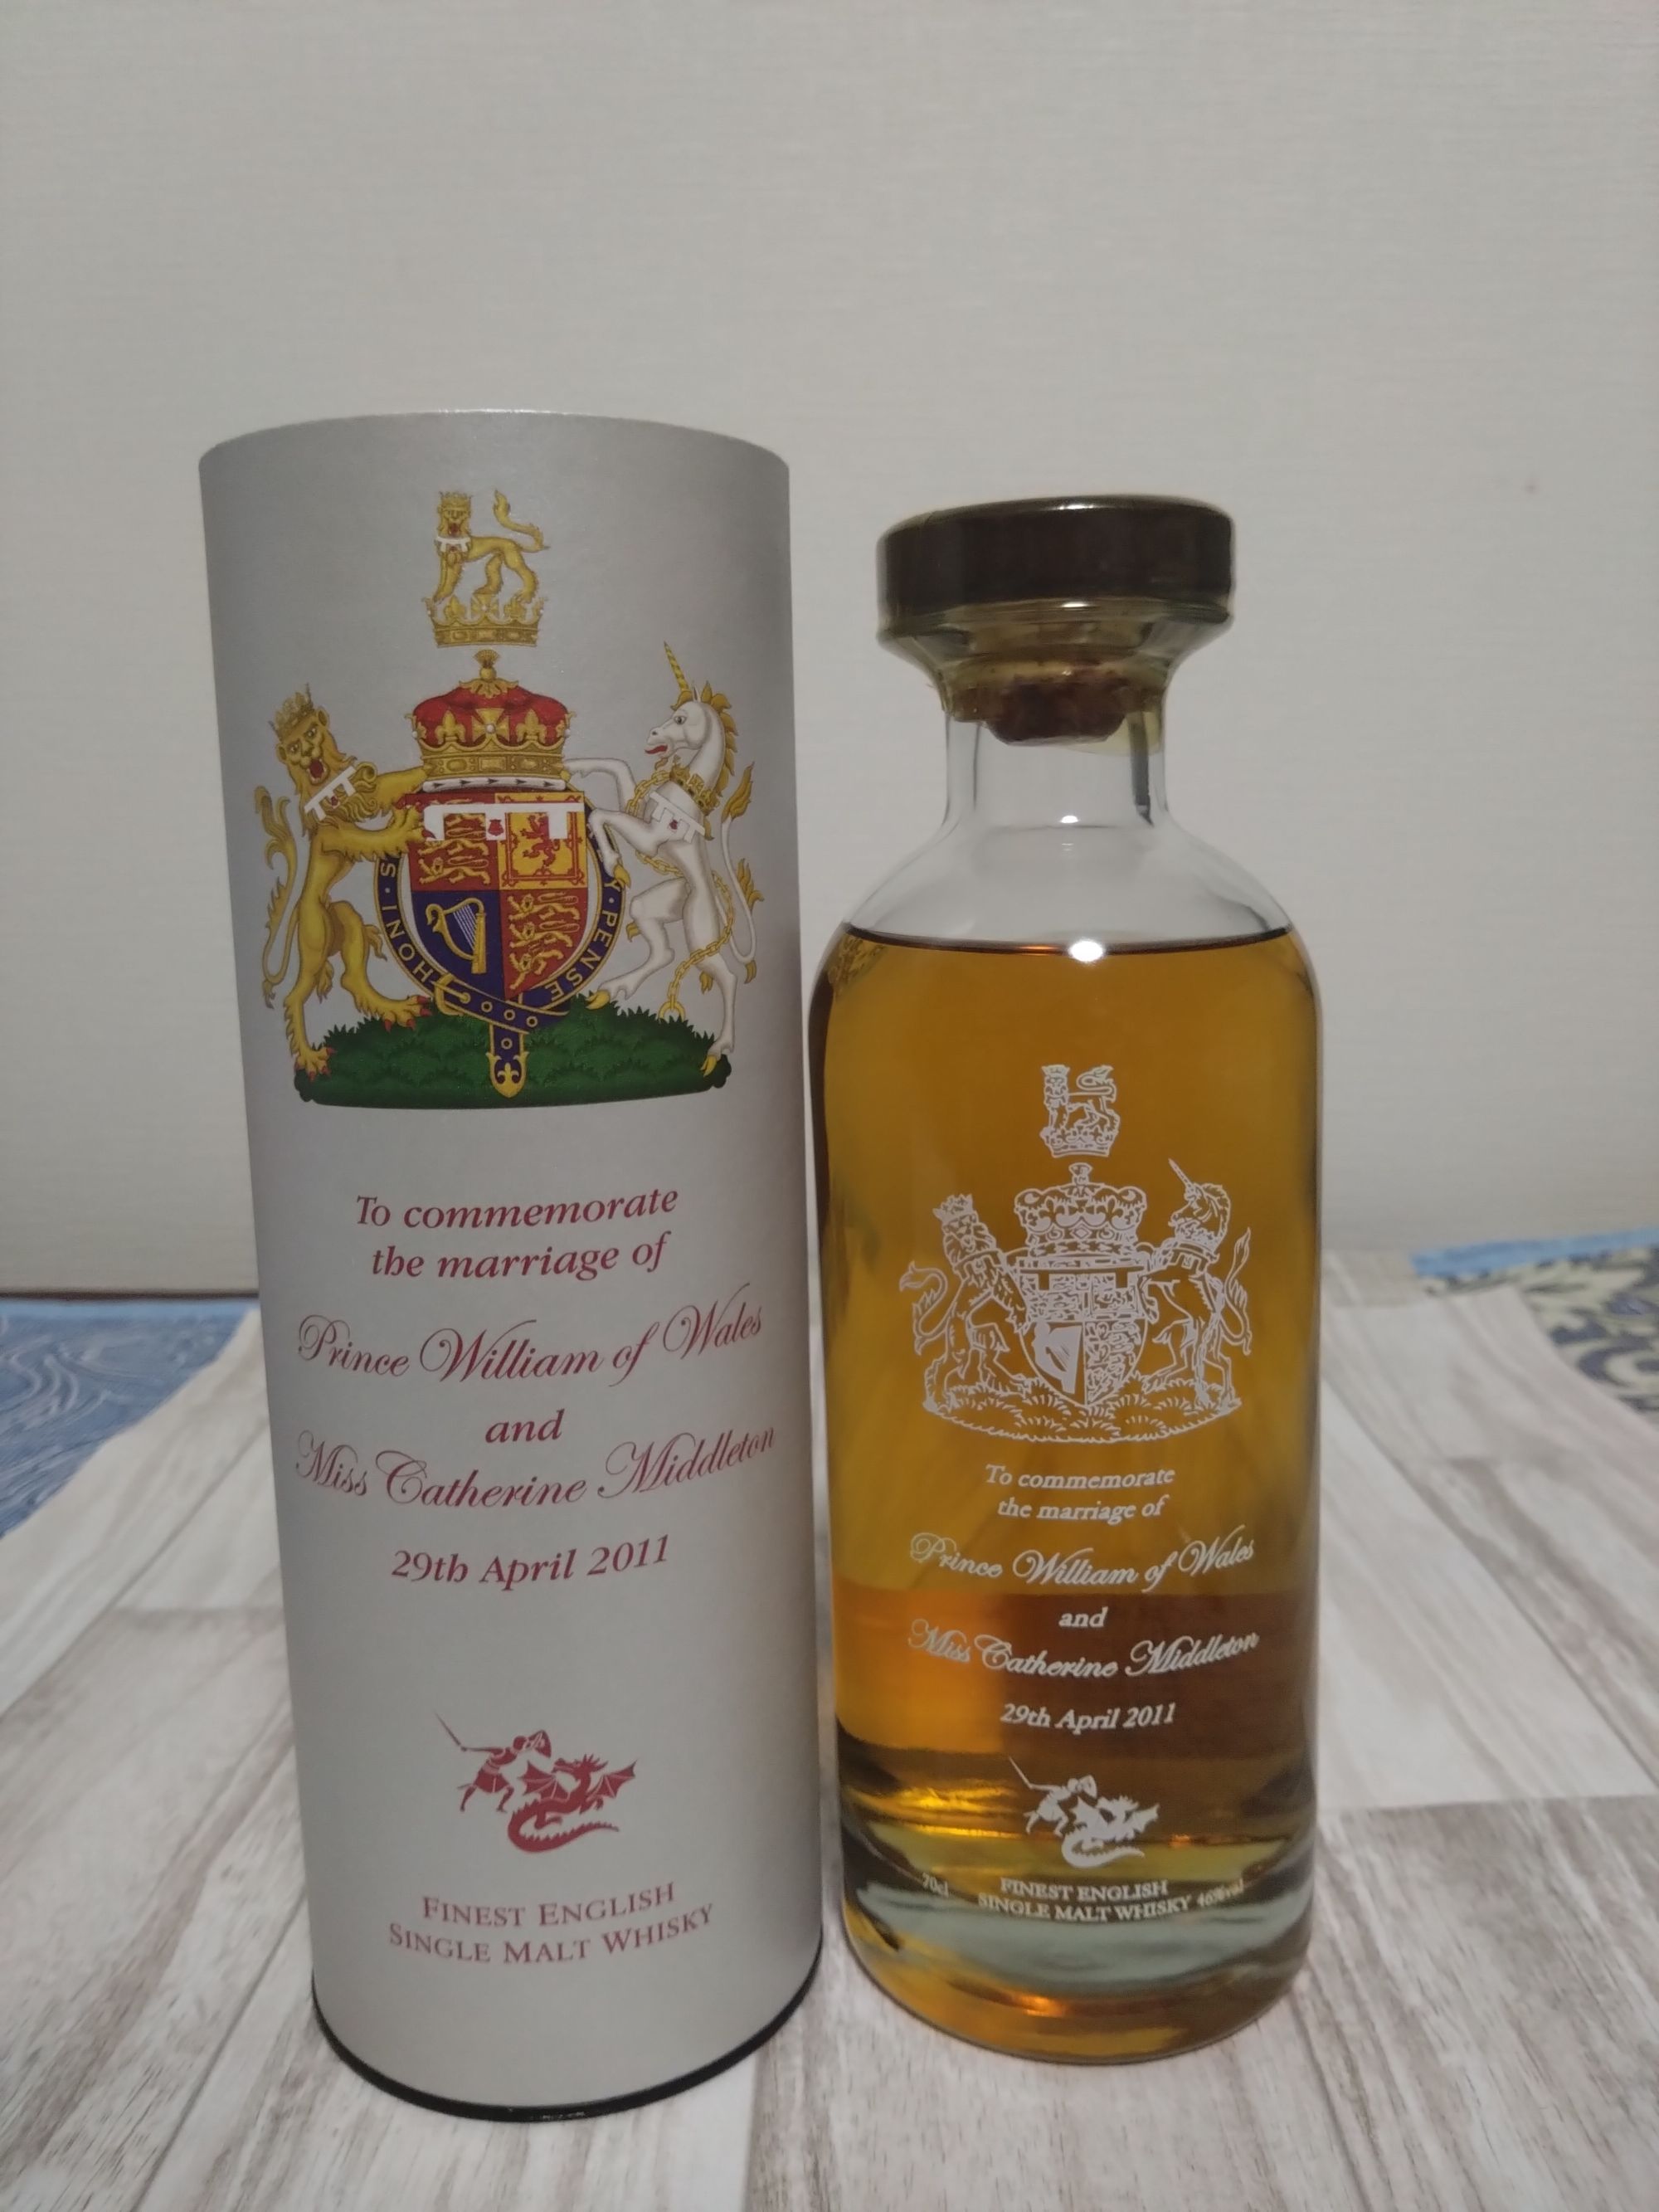 HONI · S
Y · PENSE
To commemorate
the marriage of
Prince William of Wales
and
Miss Catherine Middleton
29th April 2011
FINEST ENGLISH
SINGLE MALT WHISKY
To commemorate
the marriage of
Prince William of Wales
and
Miss Catherine Middleton
29th April 2011
70cl FINEST ENGLISH
SINGLE MALT WHISKY 46%vol